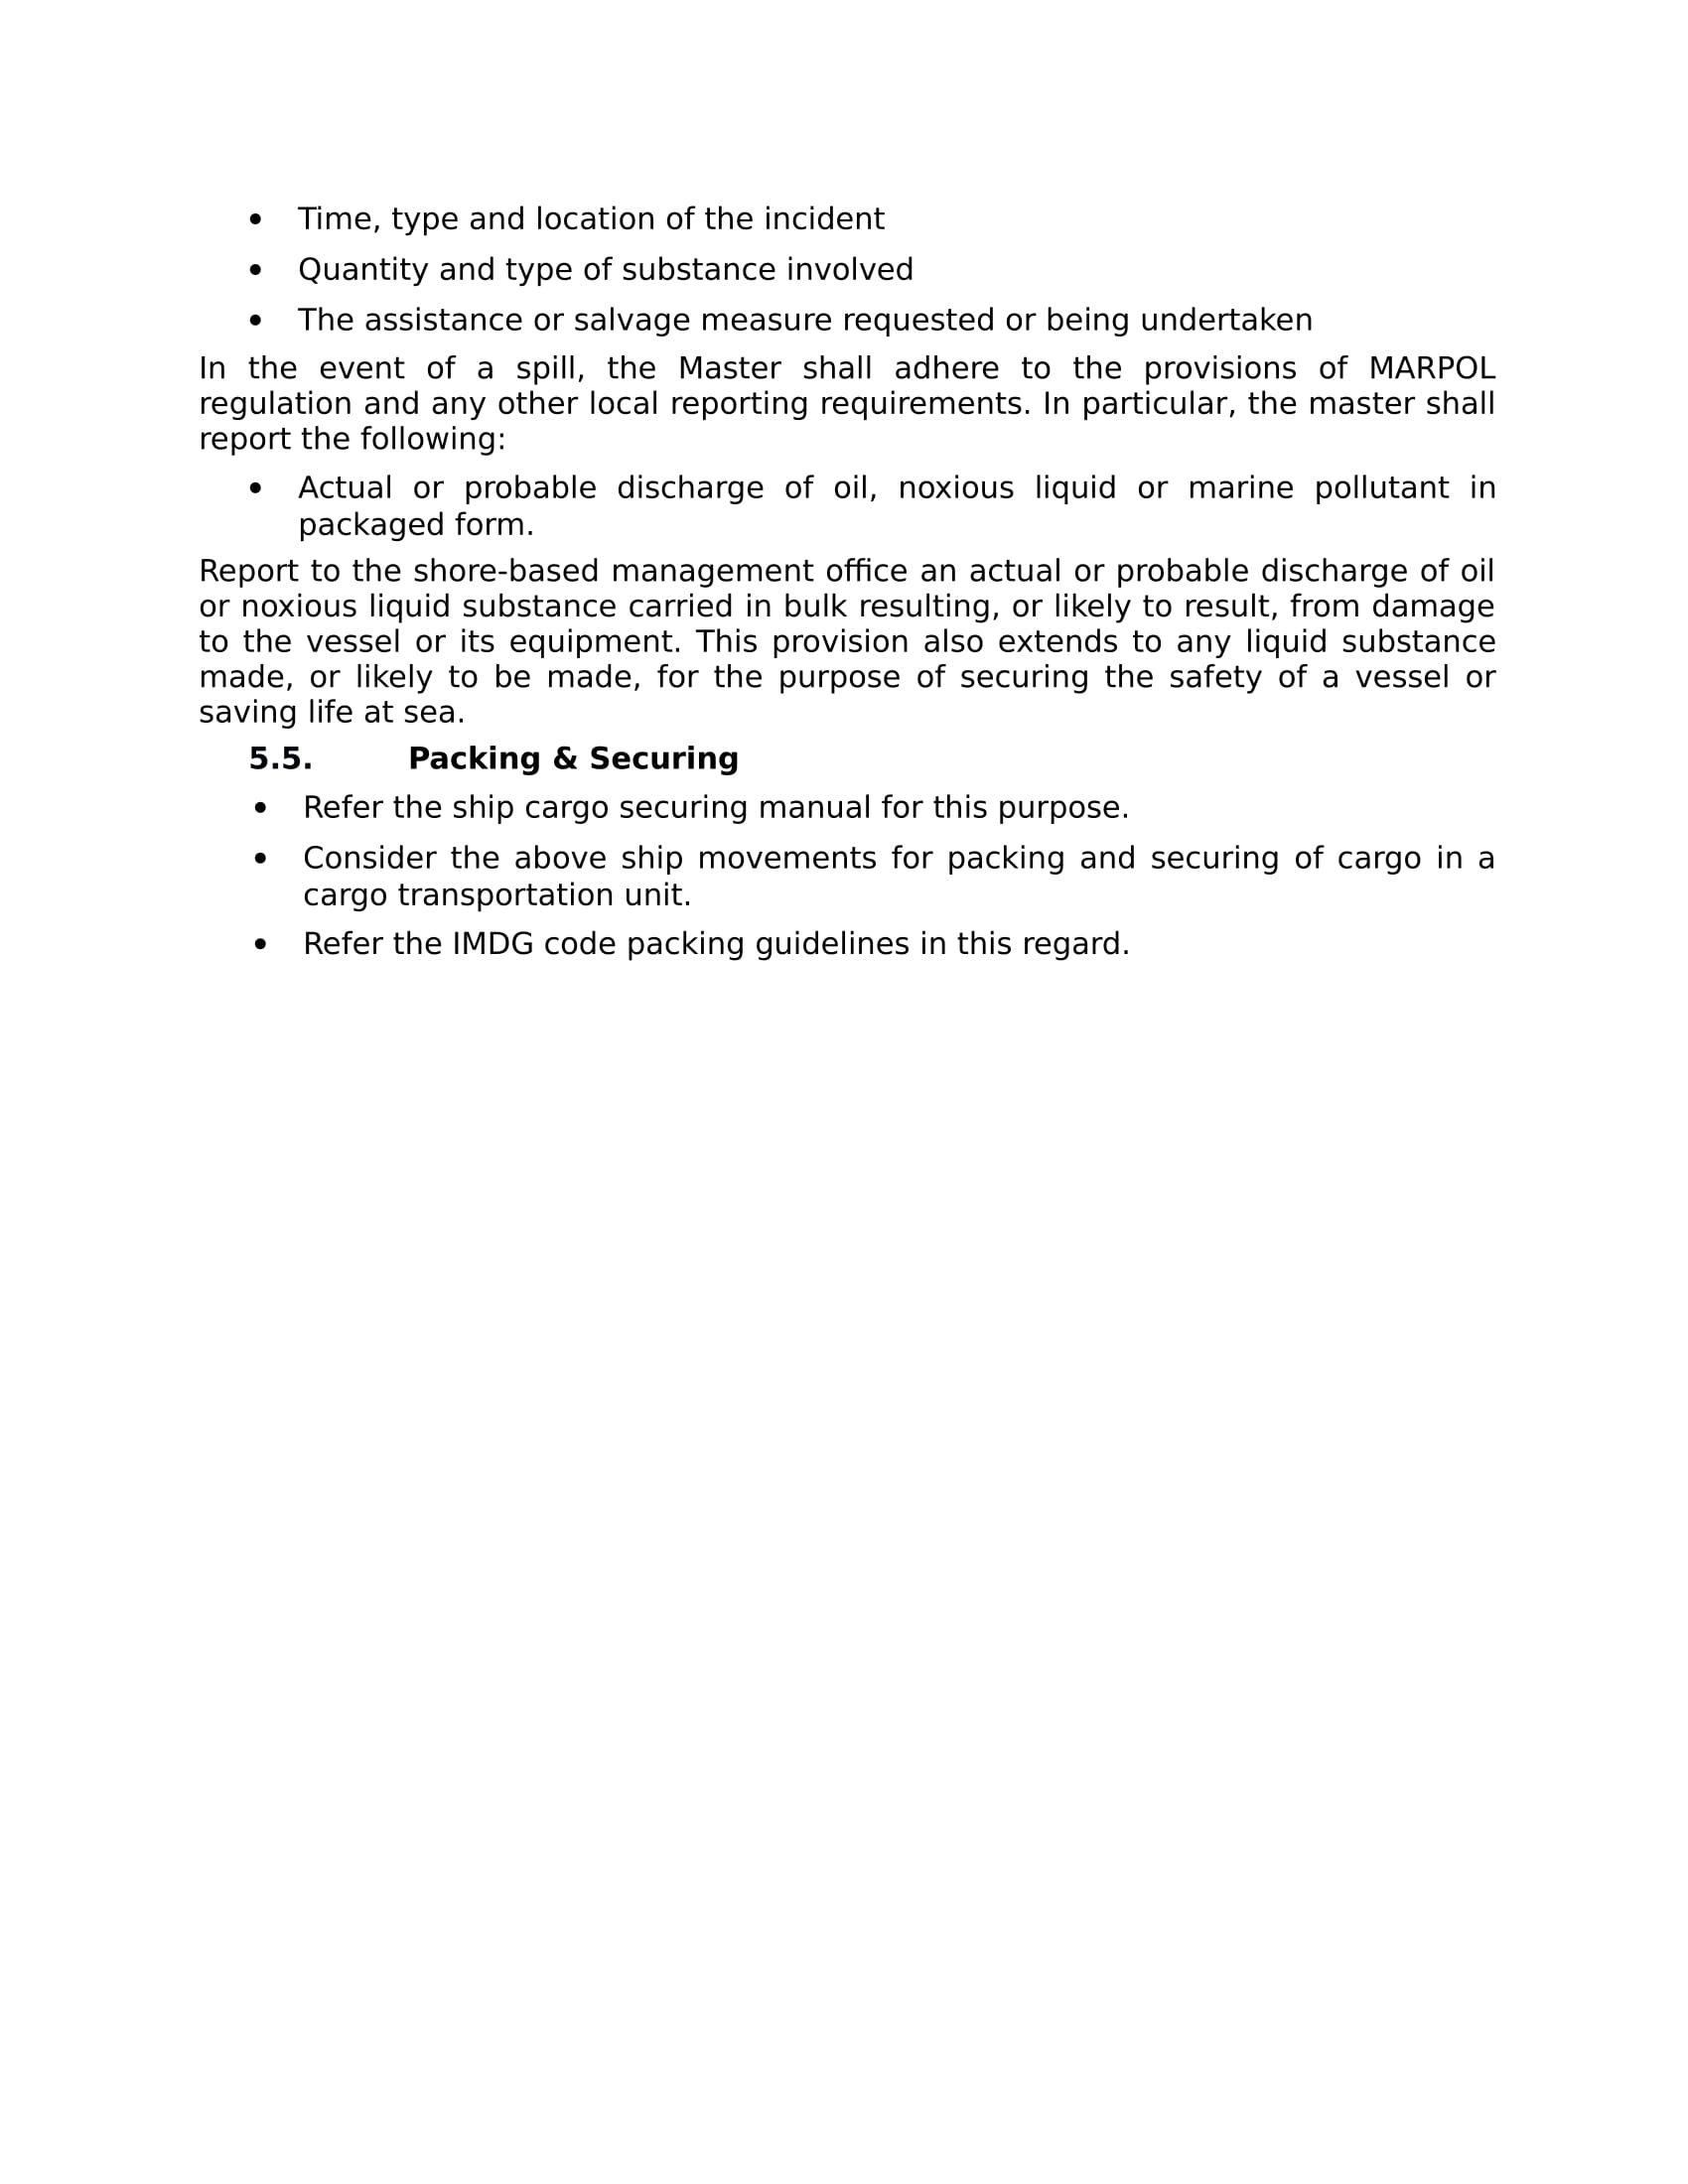 • Time, type and location of the incident
• Quantity and type of substance involved
• The assistance or salvage measure requested or being undertaken
In the event of a spill, the Master shall adhere to the provisions of MARPOL
regulation and any other local reporting requirements. In particular, the master shall
report the following:
• Actual or probable discharge of oil, noxious liquid or marine pollutant in
packaged form.
Report to the shore-based management office an actual or probable discharge of oil
or noxious liquid substance carried in bulk resulting, or likely to result, from damage
to the vessel or its equipment. This provision also extends to any liquid substance
made, or likely to be made, for the purpose of securing the safety of a vessel or
saving life at sea.
5.5. Packing & Securing
• Refer the ship cargo securing manual for this purpose.
• Consider the above ship movements for packing and securing of cargo in a
cargo transportation unit.
• Refer the IMDG code packing guidelines in this regard.